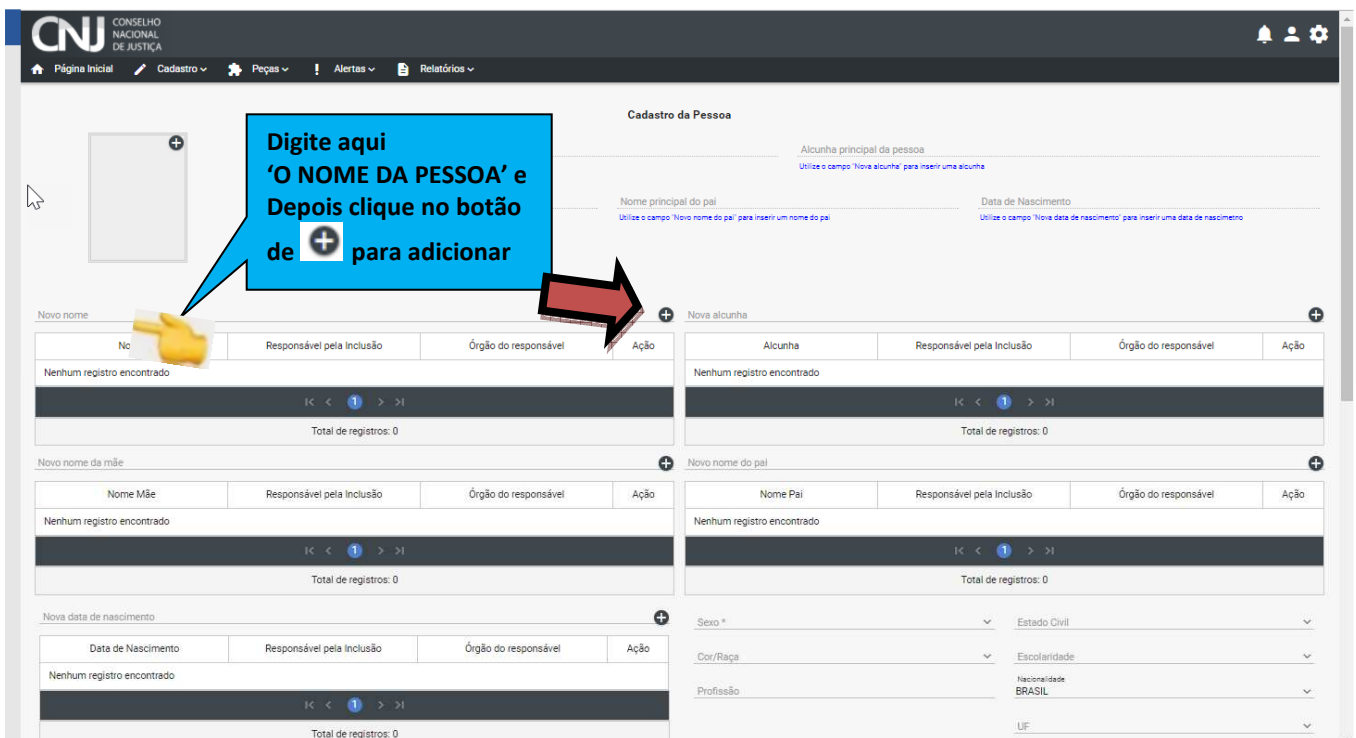 CNJ
CONSELHO
NACIONAL
DE JUSTIÇA
Página Inicial Cadastro Peças Alertas Relatórios
Cadastro da Pessoa
Digite aqui
‘O NOME DA PESSOA’ e
Depois clique no botão
de para adicionar
Alcunha principal da pessoa
Utilize o campo "Nova alcunha" para inserir uma alcunha
Nome principal do pai
Utilize o campo "Novo nome do pai" para inserir um nome do pai
Data de Nascimento
Utilize o campo "Nova data de nascimento" para inserir uma data de nascimetno
Novo nome
No Responsável pela Inclusão Órgão do responsável Ação
Nenhum registro encontrado
1
Total de registros: 0
Nova alcunha
Alcunha Responsável pela Inclusão Órgão do responsável Ação
Nenhum registro encontrado
1
Total de registros: 0
Novo nome da mãe
Nome Mãe Responsável pela Inclusão Órgão do responsável Ação
Nenhum registro encontrado
1
Total de registros: 0
Novo nome do pai
Nome Pai Responsável pela Inclusão Órgão do responsável Ação
Nenhum registro encontrado
1
Total de registros: 0
Nova data de nascimento
Data de Nascimento Responsável pela Inclusão Órgão do responsável Ação
Nenhum registro encontrado
1
Total de registros: 0
Sexo * Estado Civil
Cor/Raça Escolaridade
Profissão
Nacionalidade
BRASIL
UF